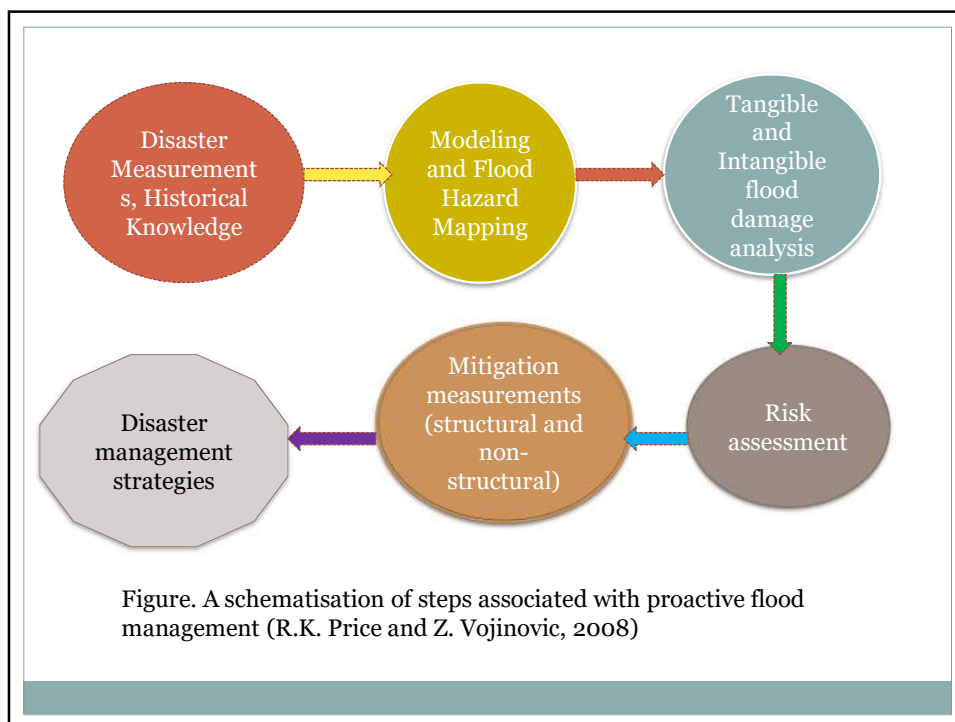 Disaster
Measurement
s, Historical
Knowledge
Modeling
and Flood
Hazard
Mapping
Tangible
and
Intangible
flood
damage
analysis
Risk
assessment
Mitigation
measurements
(structural and
non-
structural)
Disaster
management
strategies
Figure. A schematisation of steps associated with proactive flood
management (R.K. Price and Z. Vojinovic, 2008)